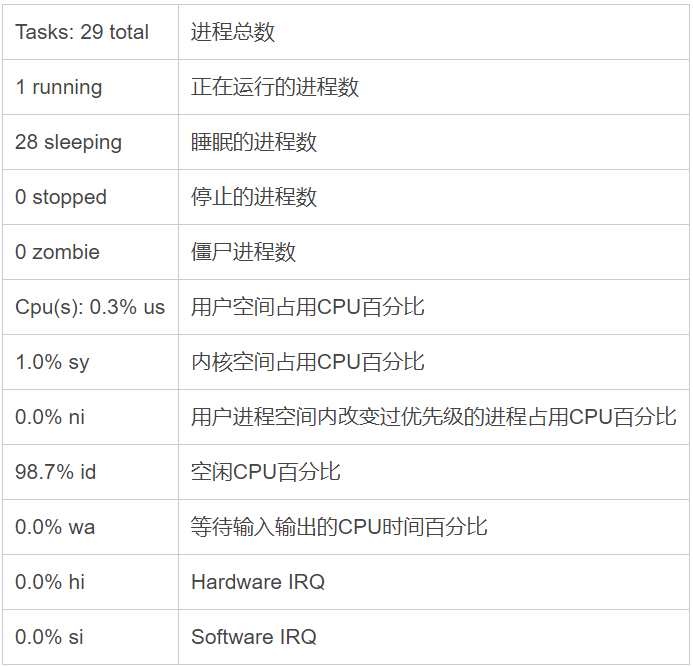 Tasks: 29 total 进程总数
1 running 正在运行的进程数
28 sleeping 睡眠的进程数
0 stopped 停止的进程数
0 zombie 僵尸进程数
Cpu(s): 0.3% us 用户空间占用CPU百分比
1.0% sy 内核空间占用CPU百分比
0.0% ni 用户进程空间内改变过优先级的进程占用CPU百分比
98.7% id 空闲CPU百分比
0.0% wa 等待输入输出的CPU时间百分比
0.0% hi Hardware IRQ
0.0% si Software IRQ